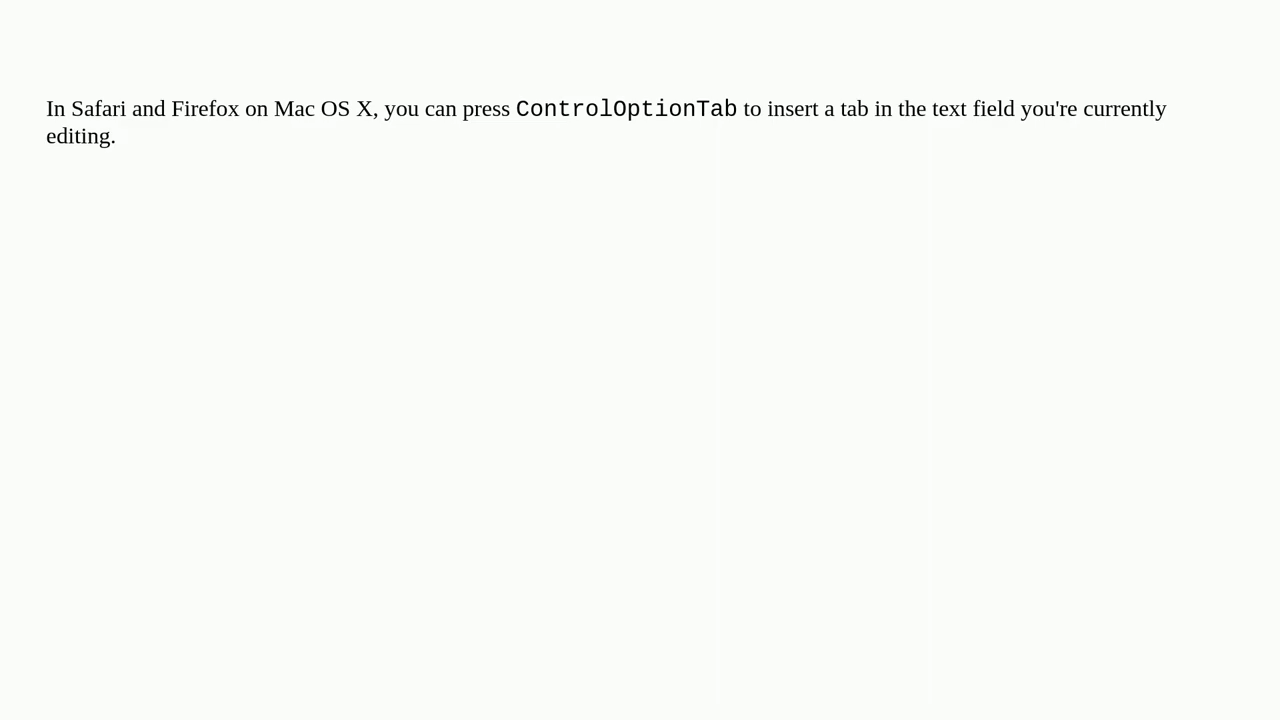 In Safari and Firefox on Mac OS X, you can press ControlOptionTab to insert a tab in the text field you're currently
editing.